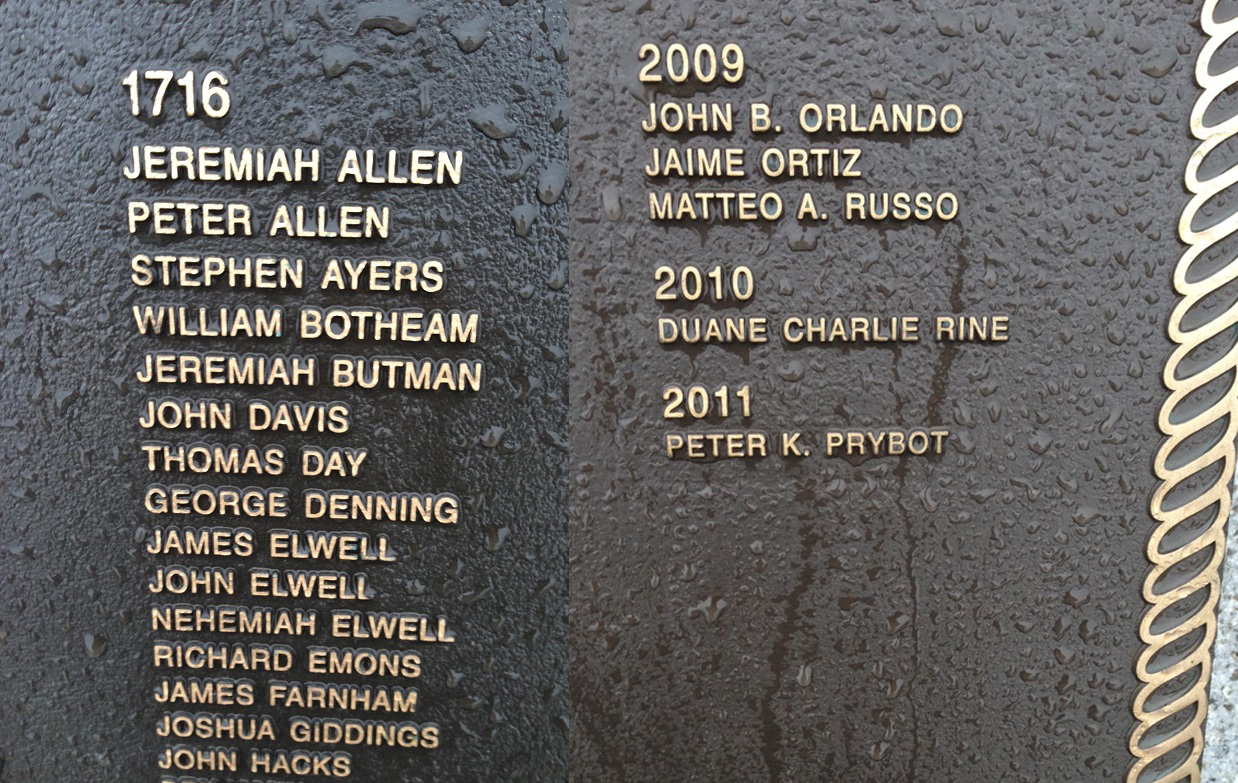 1716
JEREMIAH ALLEN
PETER ALLEN
STEPHEN AYERS
WILLIAM BOTHEAM
JEREMIAH BUTMAN
JOHN DAVIS
THOMAS DAY
GEORGE DENNING
JAMES ELWELL
JOHN ELWELL
NEHEMIAH ELWELL
RICHARD EMONS
JAMES FARNHAM
JOSHUA GIDDINGS
JOHN HACKS
2009
JOHN B. ORLANDO
JAIME ORTIZ
MATTEO A. RUSSO
2010
DUANE CHARLIE RINE
2011
PETER K. PRYBOT